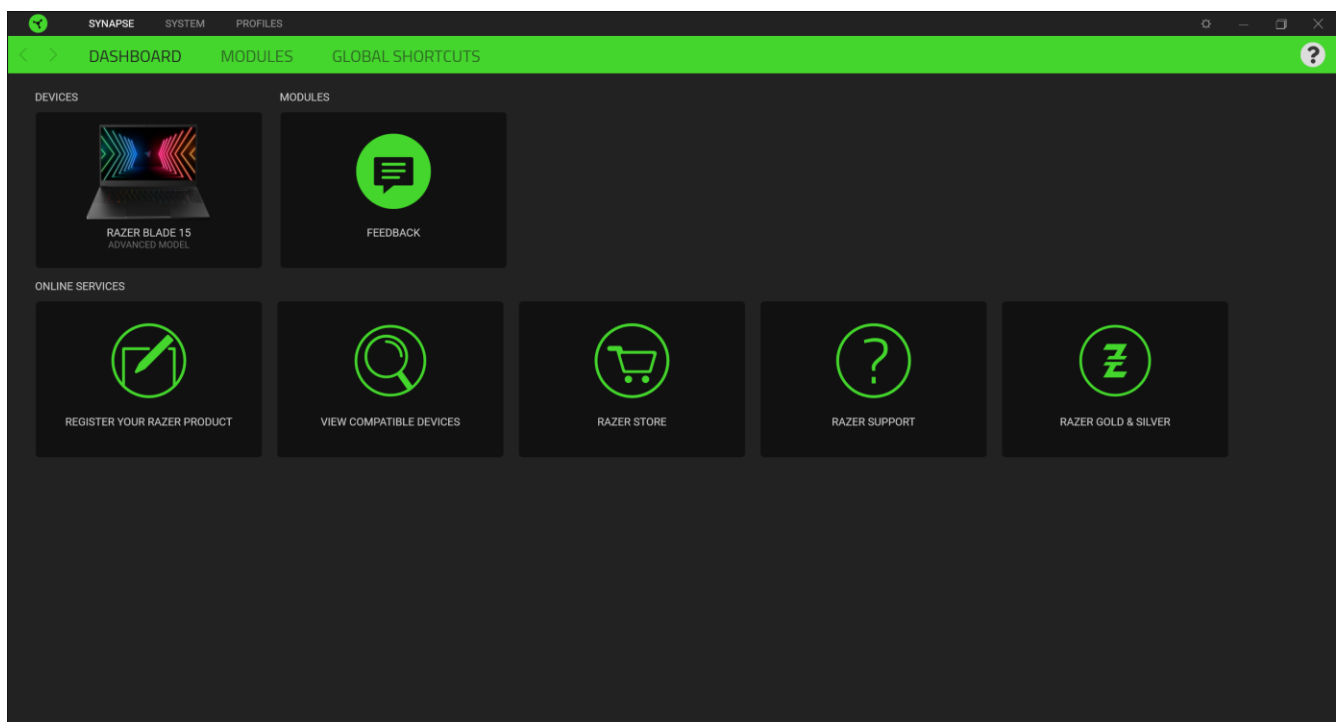 SYNAPSE SYSTEM PROFILES
DASHBOARD MODULES GLOBAL SHORTCUTS
?
DEVICES
MODULES
RAZER BLADE 15
ADVANCED MODEL
FEEDBACK
ONLINE SERVICES
REGISTER YOUR RAZER PRODUCT
VIEW COMPATIBLE DEVICES
RAZER STORE
?
RAZER SUPPORT
RAZER GOLD & SILVER